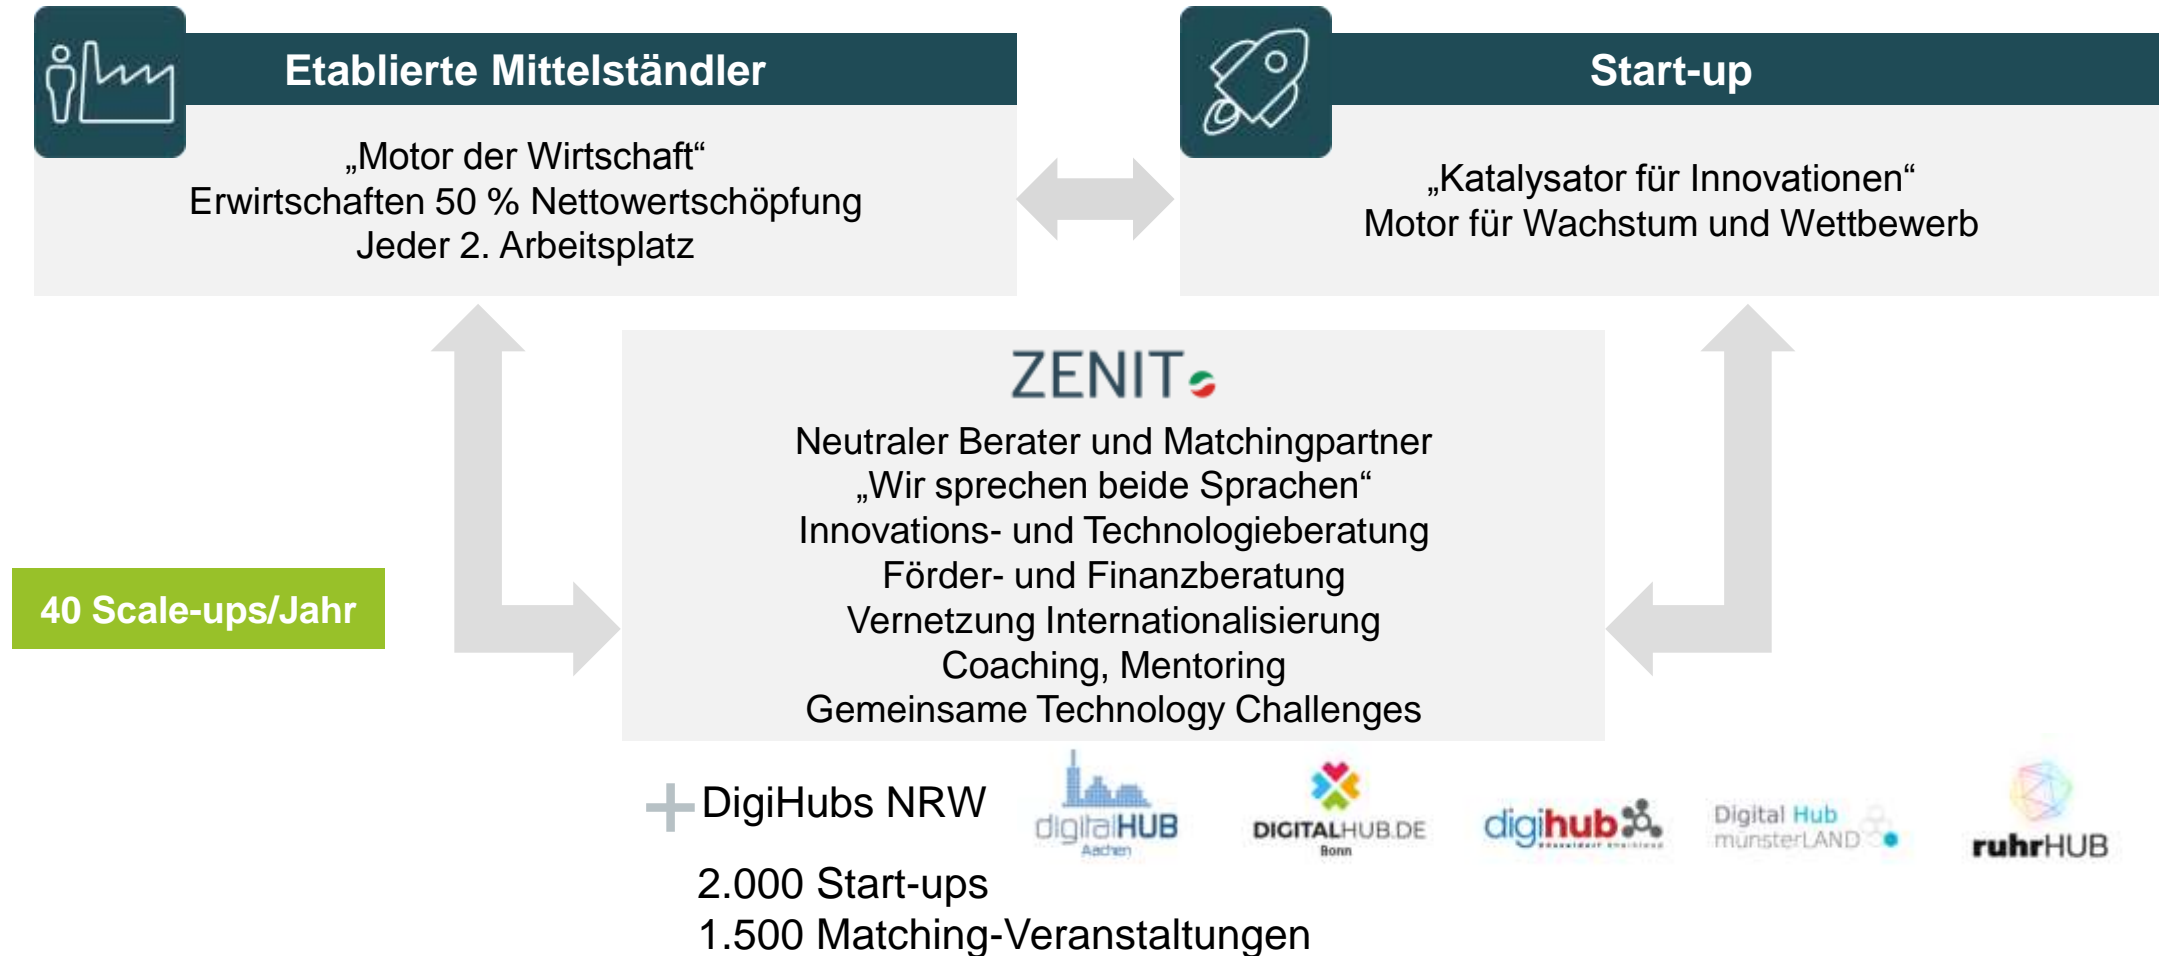 Etablierte Mittelständler
„Motor der Wirtschaft“
Erwirtschaften 50 % Nettowertschöpfung
Jeder 2. Arbeitsplatz
Start-up
„Katalysator für Innovationen“
Motor für Wachstum und Wettbewerb
ZENIT
Neutraler Berater und Matchingpartner
„Wir sprechen beide Sprachen“
Innovations- und Technologieberatung
Förder- und Finanzberatung
Vernetzung Internationalisierung
Coaching, Mentoring
Gemeinsame Technology Challenges
40 Scale-ups/Jahr
DigiHubs NRW
digitalHUB
Aachen
DIGITALHUB.DE
Bonn
digihub
Düsseldorf Rheinland
Digital Hub
münsterLAND
ruhrHUB
2.000 Start-ups
1.500 Matching-Veranstaltungen